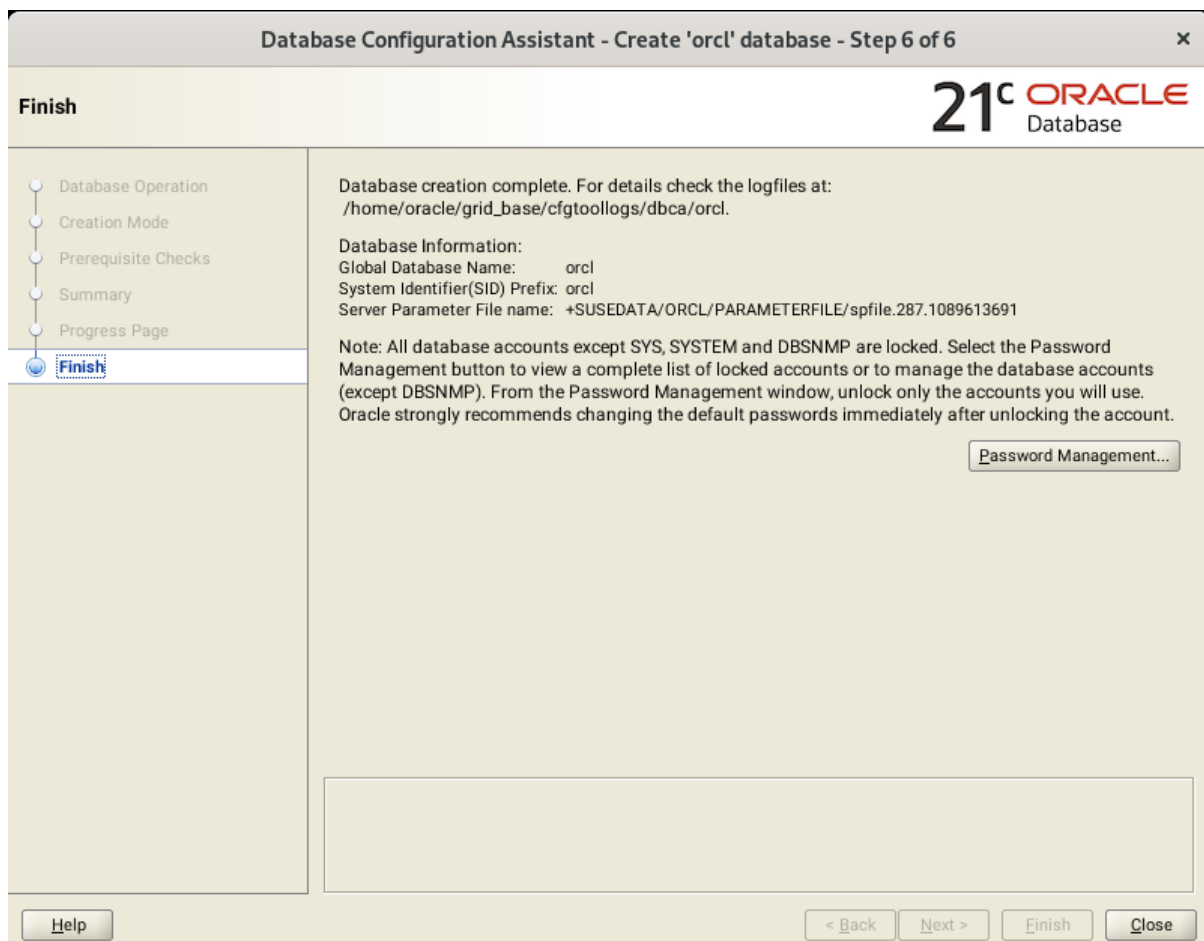 Database Configuration Assistant - Create 'orcl' database - Step 6 of 6
×
Finish
21c ORACLE
Database
Database Operation
Creation Mode
Prerequisite Checks
Summary
Progress Page
Finish
Database creation complete. For details check the logfiles at:
/home/oracle/grid_base/cfgtoollogs/dbca/orcl.
Database Information:
Global Database Name: orcl
System Identifier(SID) Prefix: orcl
Server Parameter File name: +SUSEDATA/ORCL/PARAMETERFILE/spfile.287.1089613691
Note: All database accounts except SYS, SYSTEM and DBSNMP are locked. Select the Password
Management button to view a complete list of locked accounts or to manage the database accounts
(except DBSNMP). From the Password Management window, unlock only the accounts you will use.
Oracle strongly recommends changing the default passwords immediately after unlocking the account.
Password Management...
Help
< Back
Next >
Finish
Close